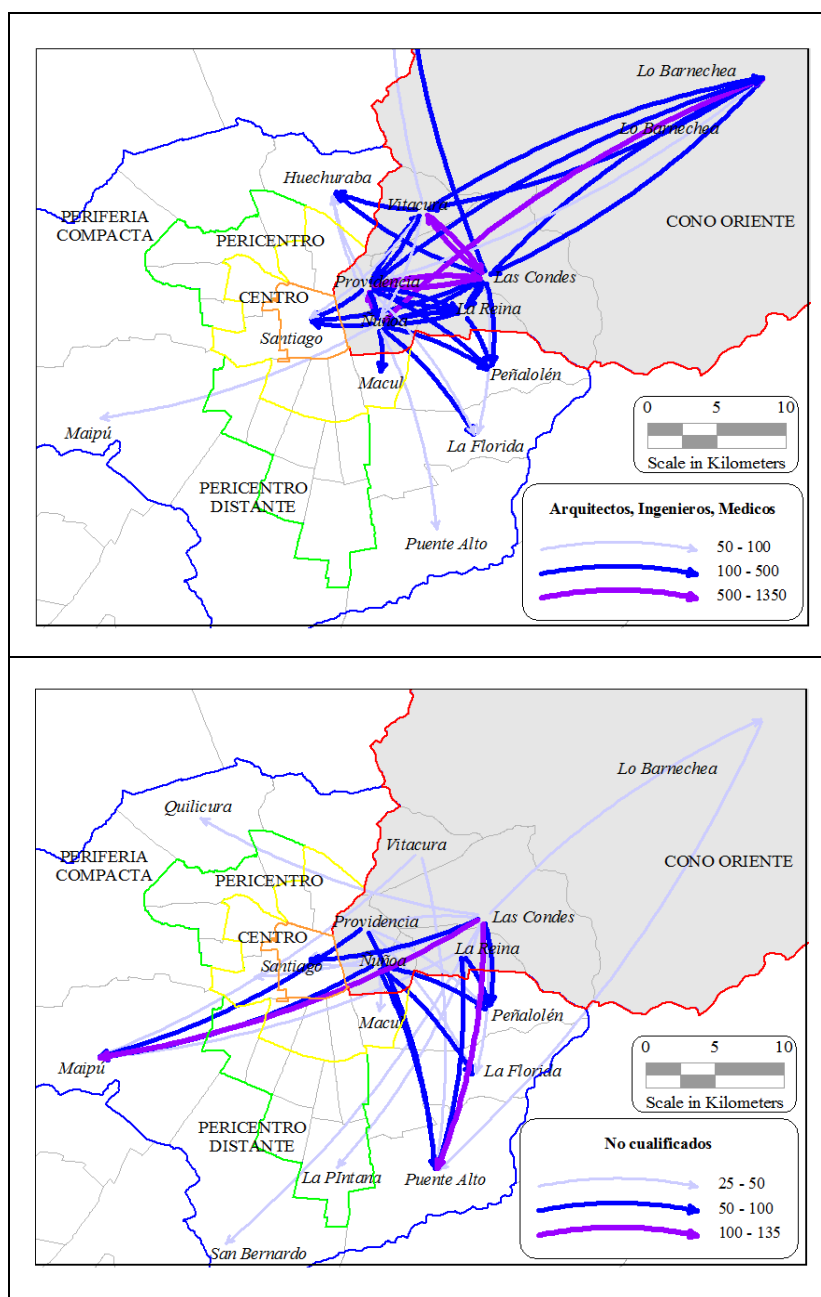 Lo Barnechea
Lo Barnechea
Huechuraba
Vitacura
PERIFERIA
COMPACTA
PERICENTRO
CONO ORIENTE
Providencia
Las Condes
CENTRO
La Reina
Santiago
Nuñoa
Peñalolén
Macul
0 5 10
Scale in Kilometers
Maipú
La Florida
PERICENTRO
DISTANTE
Puente Alto
Arquitectos, Ingenieros, Medicos
50 - 100
100 - 500
500 - 1350
Lo Barnechea
Quilicura
Vitacura
PERIFERIA
COMPACTA
PERICENTRO
CONO ORIENTE
Providencia
Las Condes
CENTRO
La Reina
Santiago
Nuñoa
Macul
Peñalolén
0 5 10
Scale in Kilometers
Maipú
La Florida
PERICENTRO
DISTANTE
La PIntana
Puente Alto
San Bernardo
No cualificados
25 - 50
50 - 100
100 - 135